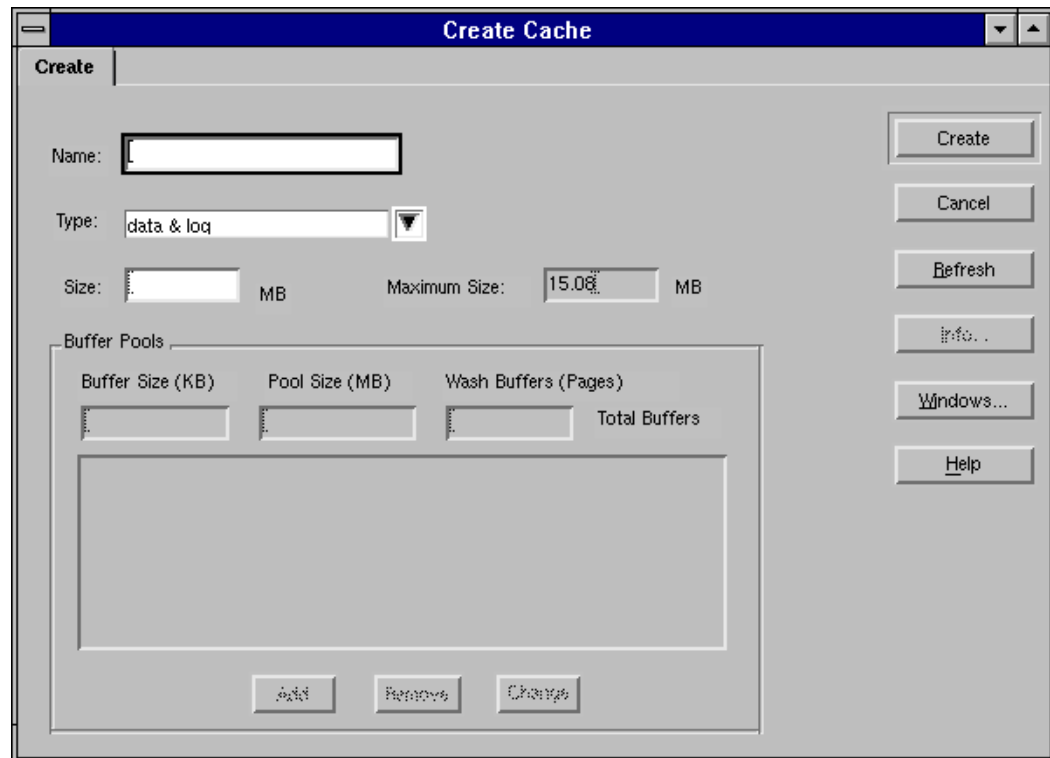 Create Cache
Create
Name:
Create
Type: data & log
Cancel
Size: MB Maximum Size: 15.08 MB
Refresh
Buffer Pools
Info...
Buffer Size (KB) Pool Size (MB) Wash Buffers (Pages)
Windows...
Total Buffers
Help
Add Remove Change